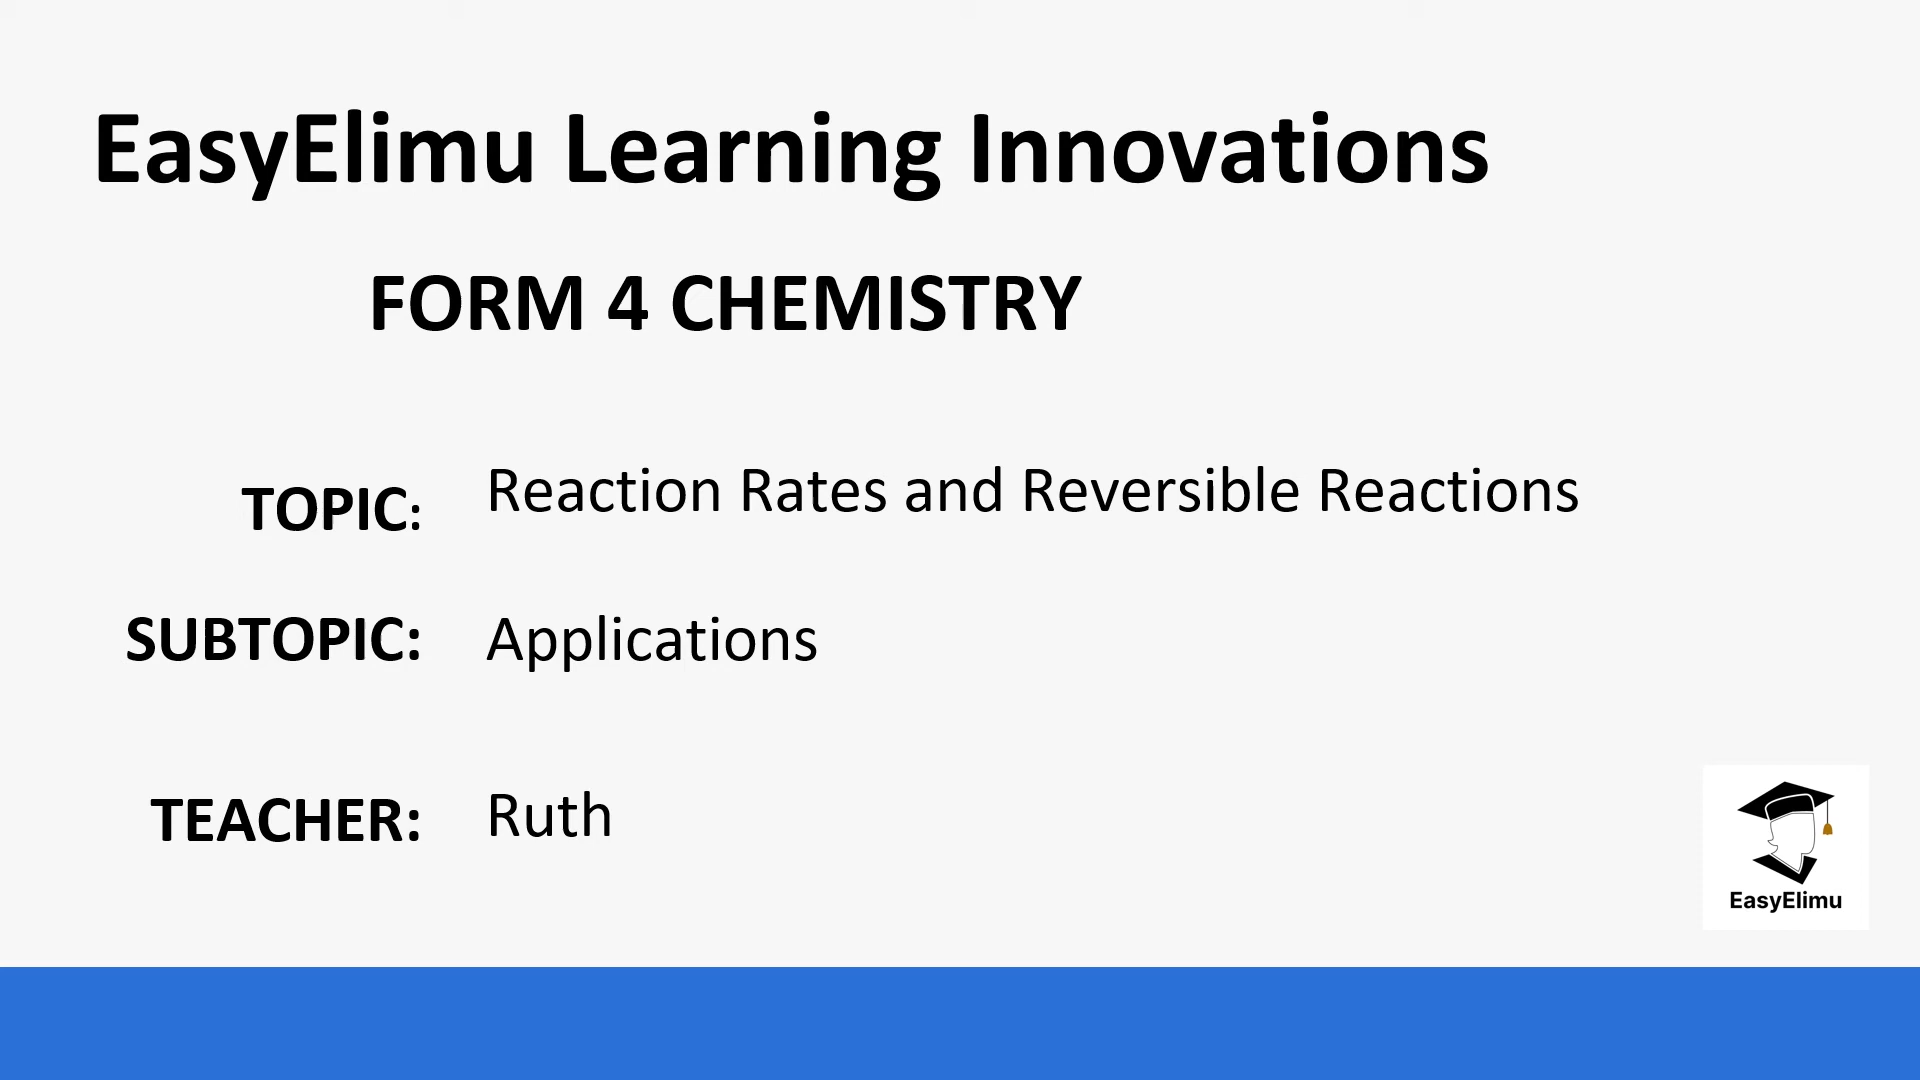 EasyElimu Learning Innovations
FORM 4 CHEMISTRY
TOPIC: Reaction Rates and Reversible Reactions
SUBTOPIC: Applications
TEACHER: Ruth
EasyElimu